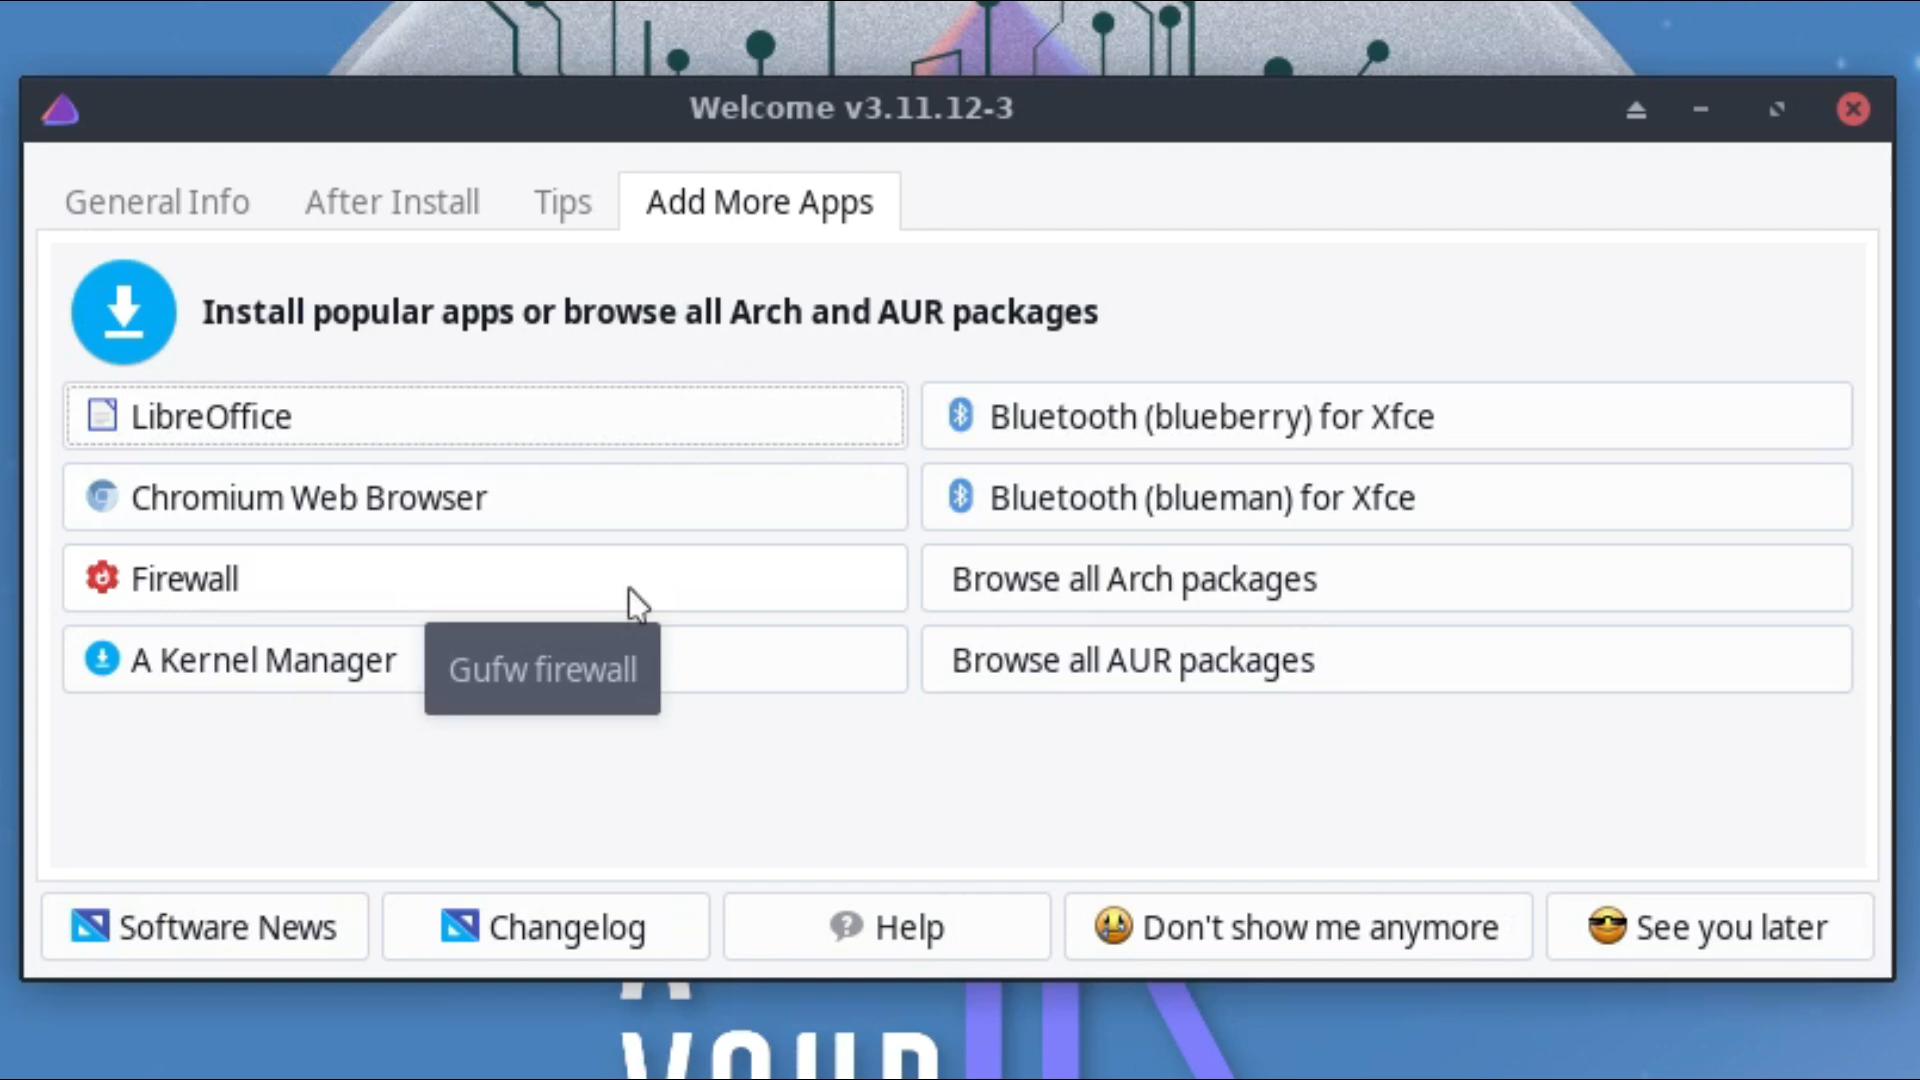 Welcome v3.11.12-3
General Info After Install Tips Add More Apps
Install popular apps or browse all Arch and AUR packages
LibreOffice Bluetooth (blueberry) for Xfce
Chromium Web Browser Bluetooth (blueman) for Xfce
Firewall Browse all Arch packages
A Kernel Manager Browse all AUR packages
Gufw firewall
Software News Changelog Help Don't show me anymore See you later